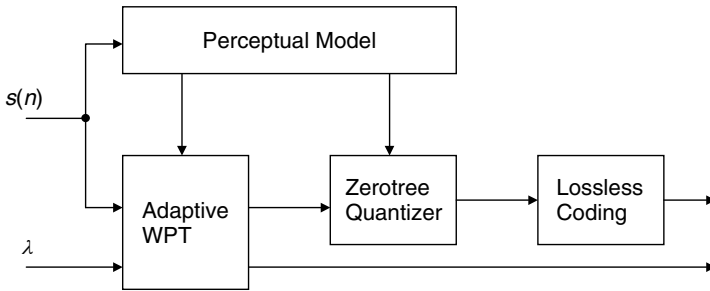 Perceptual Model
s(n)
Adaptive
WPT
Zerotree
Quantizer
Lossless
Coding
λ